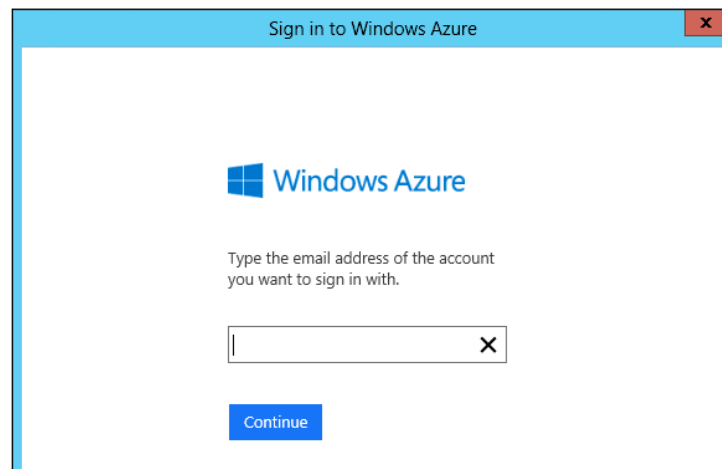 Sign in to Windows Azure
x
Windows Azure
Type the email address of the account
you want to sign in with.
Continue